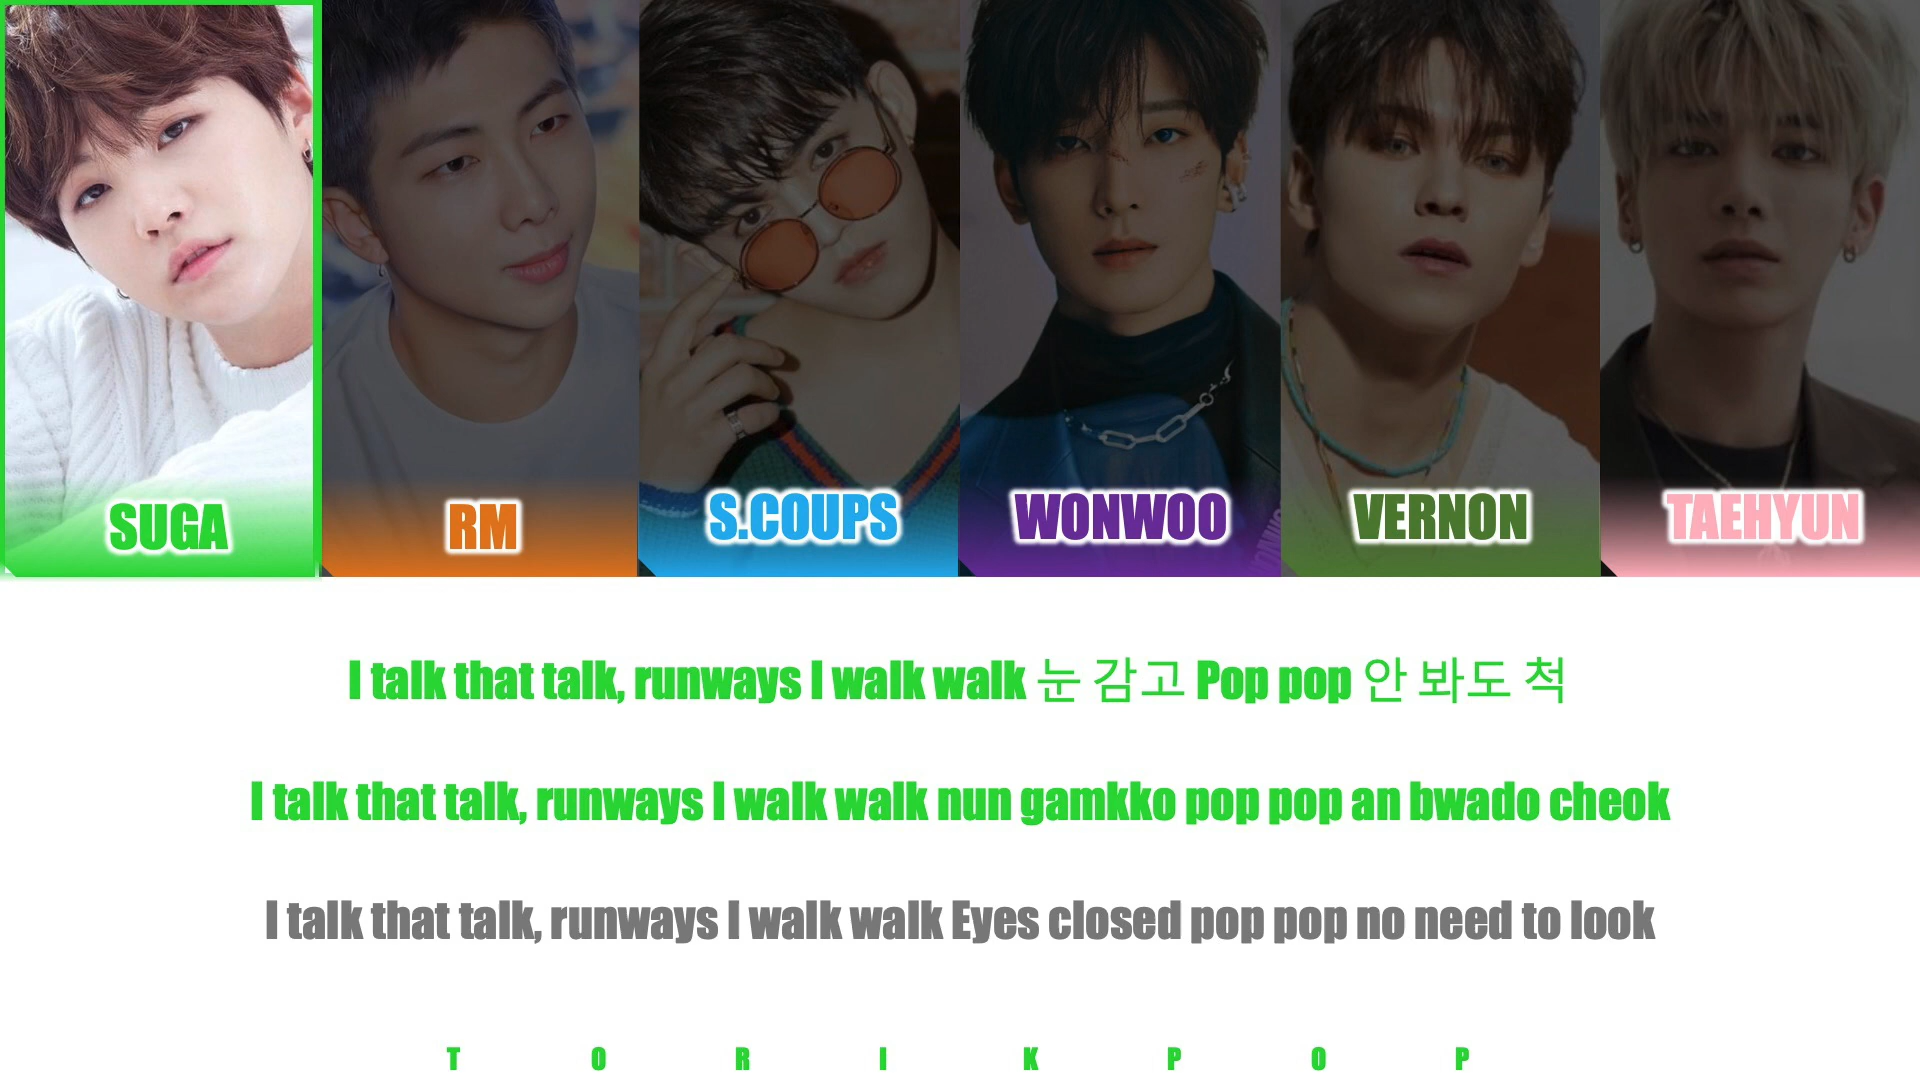 SUGA RM S.COUPS WONWOO VERNON TAEHYUN
I talk that talk, runways I walk walk 눈 감고 Pop pop 안 봐도 척
I talk that talk, runways I walk walk nun gamkko pop pop an bwado cheok
I talk that talk, runways I walk walk Eyes closed pop pop no need to look
T O R I K P O P